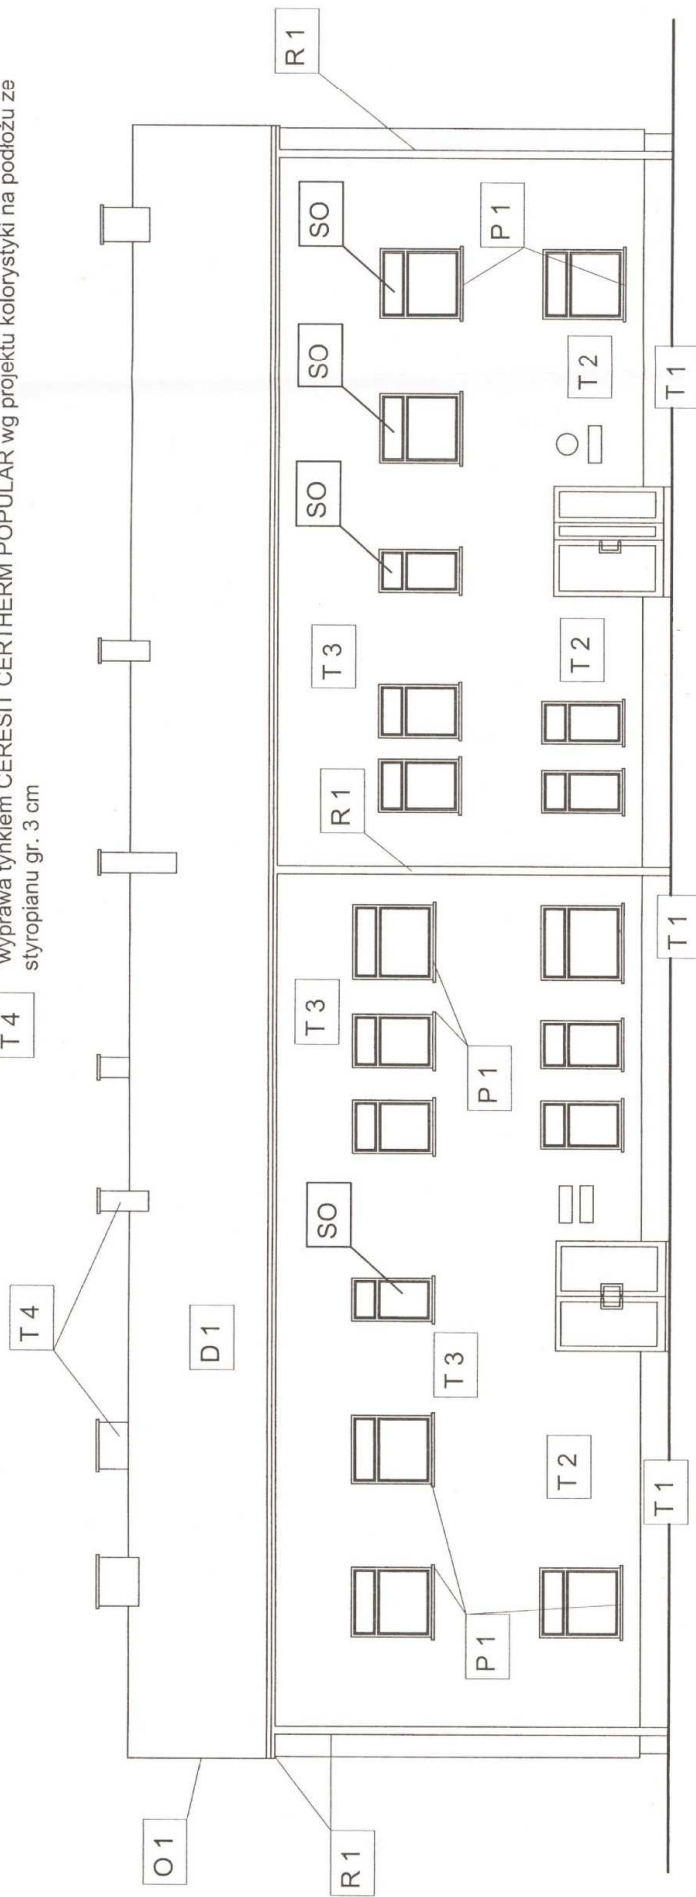 T 4 wyprawa tynkiem CERESIT CERTHERM POPULAR wg projektu kolorystyki na podłożu ze
styropianu gr. 3 cm
T 4
O 1
D 1
R 1
SO
T 3
T 3
SO
SO
SO
R 1
R 1
T 3
P 1
P 1
P 1
T 2
T 2
T 2
T 1
T 1
T 1